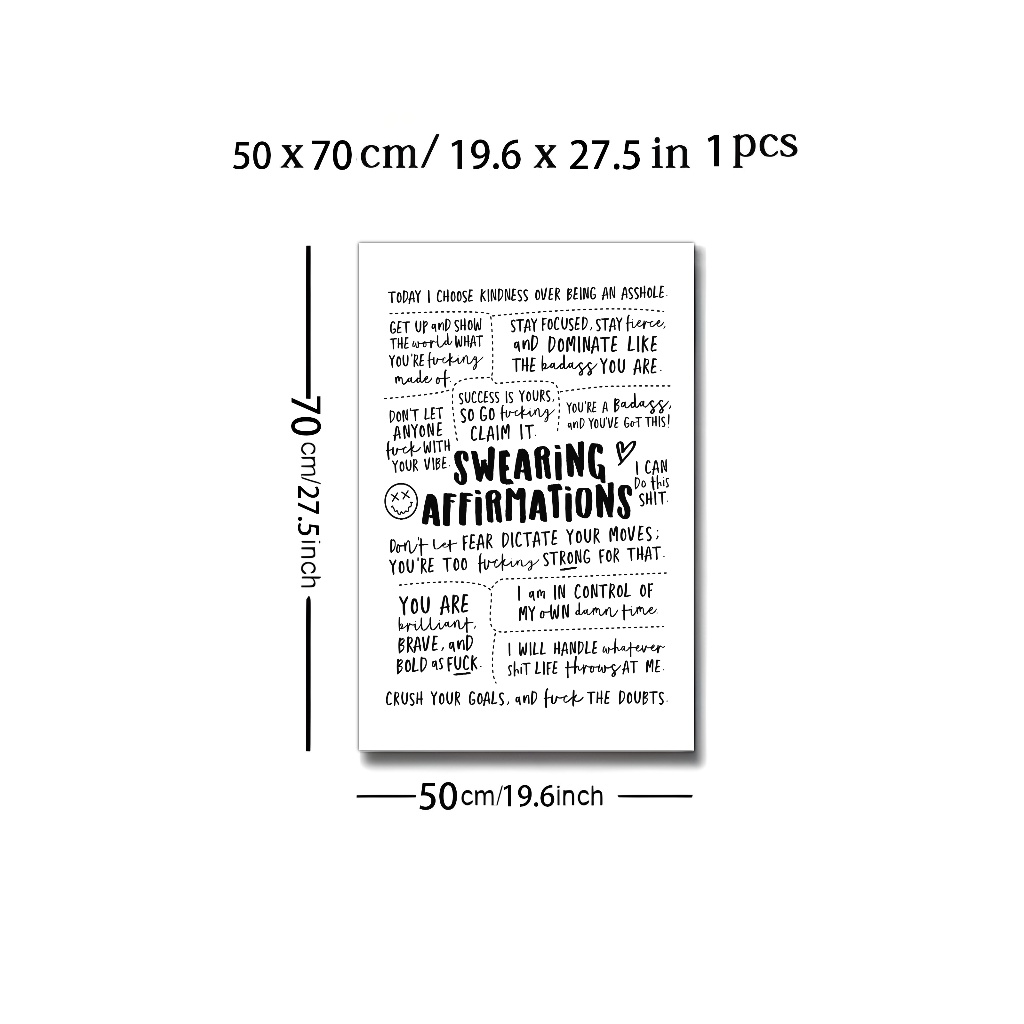 50 x 70 cm/ 19.6 x 27.5 in 1 pcs
TODAY I CHOOSE KINDNESS OVER BEING AN ASSHOLE.
GET UP and SHOW
THE world WHAT
YOU'RE fucking
made of.
STAY FOCUSED, STAY fierce,
and DOMINATE LIKE
THE badass YOU ARE.
SUCCESS IS YOURS,
SO GO fucking
CLAIM IT.
YOU'RE A Badass,
and YOU'VE GOT THIS!
DON'T LET
ANYONE
fuck WITH
YOUR VIBE.
SWEARING
AFFIRMATIONS
I CAN
Do this
SHIT.
Don't Let FEAR DICTATE YOUR MOVES;
YOU'RE TOO fucking STRONG FOR THAT.
YOU ARE
brilliant,
BRAVE, and
BOLD as FUCK.
I am IN CONTROL OF
MY oWN damn time.
I WILL HANDLE whatever
shiT LIFE throws AT ME.
CRUSH YOUR GOALS, and fuck THE DOUBTS.
70 cm/27.5inch
50cm/19.6inch